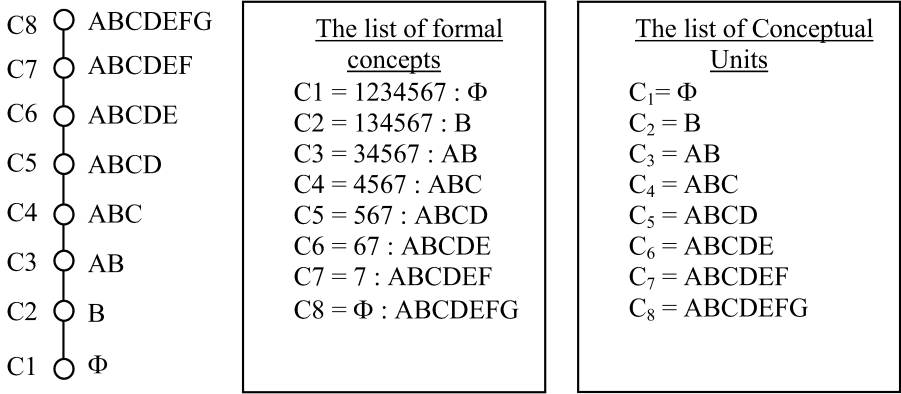 C8 ABCDEFG
C7 ABCDEF
C6 ABCDE
C5 ABCD
C4 ABC
C3 AB
C2 B
C1 Φ
The list of formal
concepts
C1 = 1234567 : Φ
C2 = 134567 : B
C3 = 34567 : AB
C4 = 4567 : ABC
C5 = 567 : ABCD
C6 = 67 : ABCDE
C7 = 7 : ABCDEF
C8 = Φ : ABCDEFG
The list of Conceptual
Units
C₁= Φ
C₂ = B
C₃ = AB
C₄ = ABC
C₅ = ABCD
C₆ = ABCDE
C₇ = ABCDEF
C₈ = ABCDEFG